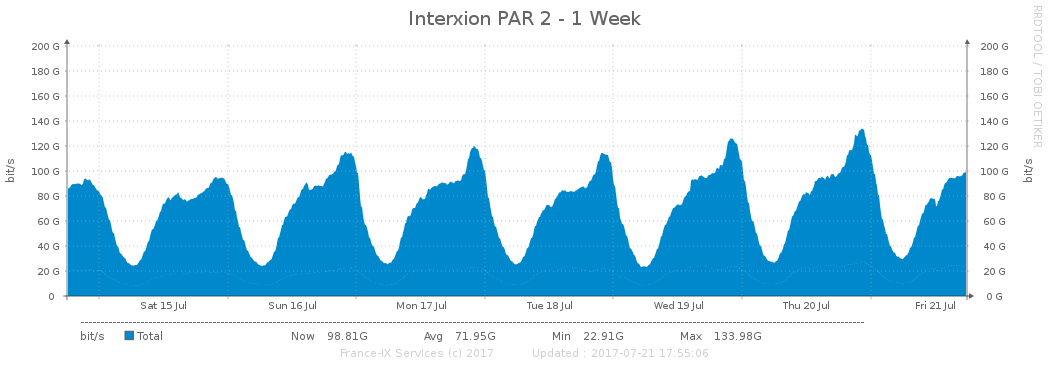 Interxion PAR 2 - 1 Week
RRDTOOL / TOBI OETIKER
200 G 200 G
180 G 180 G
160 G 160 G
140 G 140 G
120 G 120 G
100 G 100 G
80 G 80 G
60 G 60 G
40 G 40 G
20 G 20 G
0 0 G
bit/s
bit/s
Sat 15 Jul Sun 16 Jul Mon 17 Jul Tue 18 Jul Wed 19 Jul Thu 20 Jul Fri 21 Jul
bit/s Total Now 98.81G Avg 71.95G Min 22.91G Max 133.98G
France-IX Services (c) 2017 Updated : 2017-07-21 17:55:06